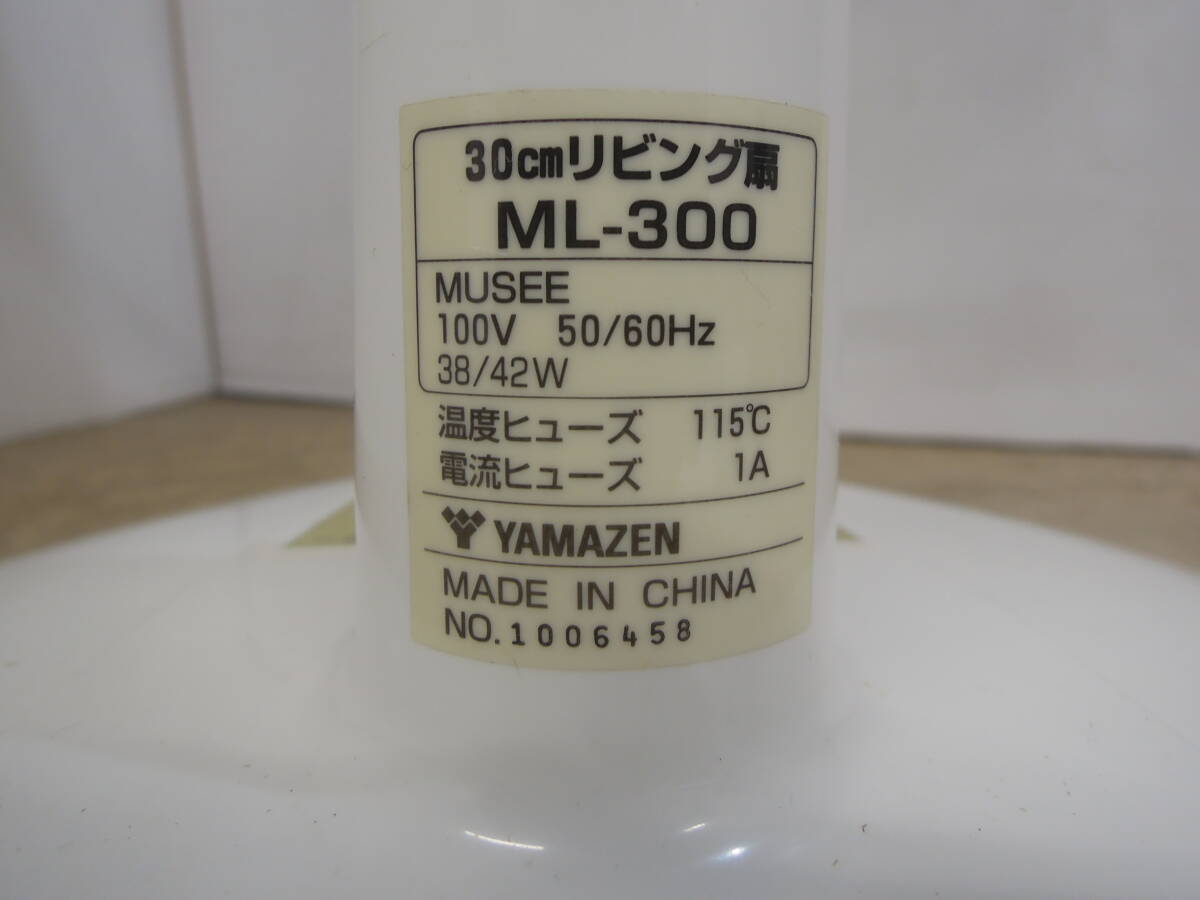 30cmリビング扇
ML-300
MUSEE
100V 50/60Hz
38/42W
温度ヒューズ 115℃
電流ヒューズ 1A
YAMAZEN
MADE IN CHINA
NO. 1006458